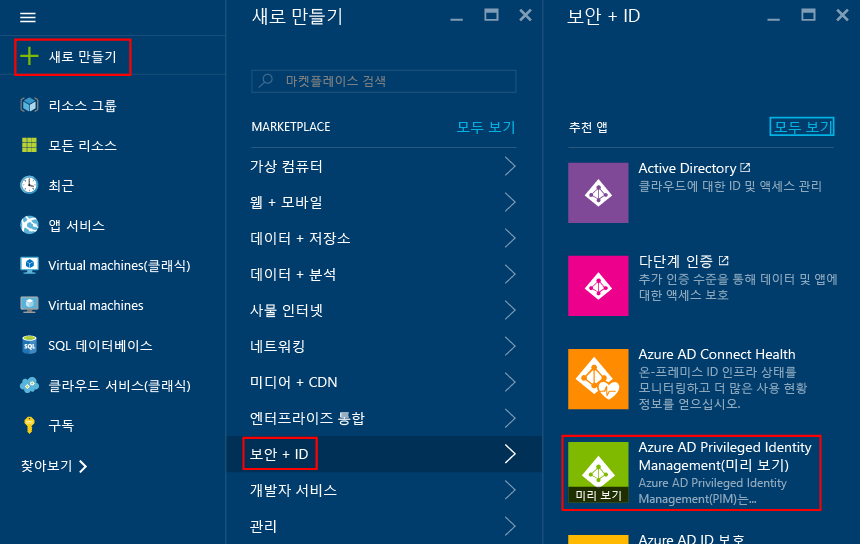 새로 만들기
리소스 그룹
모든 리소스
최근
앱 서비스
Virtual machines(클래식)
Virtual machines
SQL
SQL 데이터베이스
클라우드 서비스(클래식)
구독
찾아보기
새로 만들기
마켓플레이스 검색
MARKETPLACE
모두 보기
가상 컴퓨터
웹 + 모바일
데이터 + 저장소
데이터 + 분석
사물 인터넷
네트워킹
미디어 + CDN
엔터프라이즈 통합
보안 + ID
개발자 서비스
관리
보안 + ID
추천 앱
모두 보기
Active Directory
클라우드에 대한 ID 및 액세스 관리
다단계 인증
추가 인증 수준을 통해 데이터 및 앱에
대한 액세스 보호
Azure AD Connect Health
온-프레미스 ID 인프라 상태를
모니터링하고 더 많은 사용 현황
정보를 얻으십시오.
Azure AD Privileged Identity
Management(미리 보기)
Azure AD Privileged Identity
Management(PIM)는...
미리 보기
Azure AD ID 보호